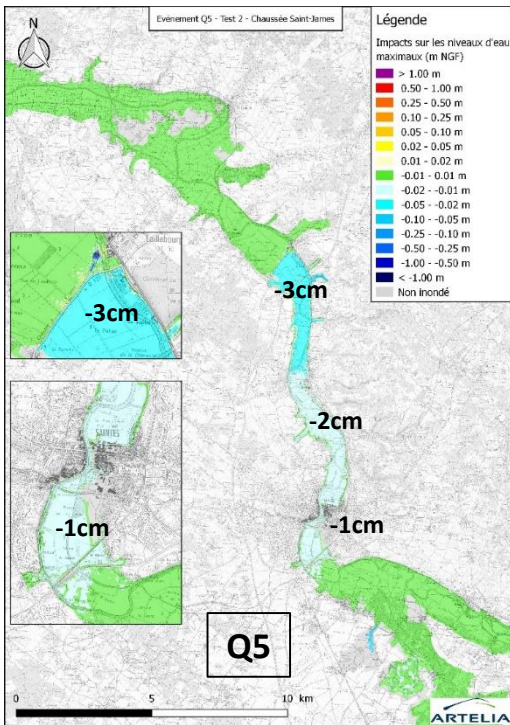 Evénement Q5 - Test 2 - Chaussée Saint-James
N
Légende
Impacts sur les niveaux d'eau
maximaux (m NGF)
> 1.00 m
0.50 - 1.00 m
0.25 - 0.50 m
0.10 - 0.25 m
0.05 - 0.10 m
0.02 - 0.05 m
0.01 - 0.02 m
-0.01 - 0.01 m
-0.02 - -0.01 m
-0.05 - -0.02 m
-0.10 - -0.05 m
-0.25 - -0.10 m
-0.50 - -0.25 m
-1.00 - -0.50 m
< -1.00 m
Non inondé
Taillebourg
-3cm
-3cm
-2cm
SAINTES
-1cm
-1cm
Q5
0 5 10 km
ARTELIA